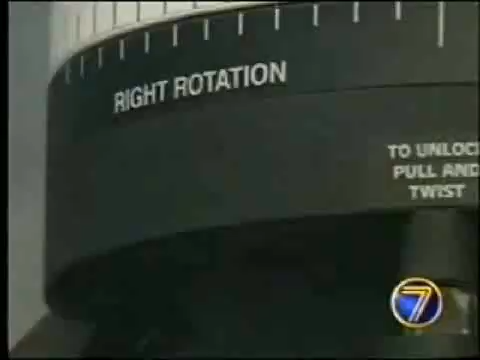 RIGHT ROTATION
TO UNLOC
PULL AND
TWIST
7